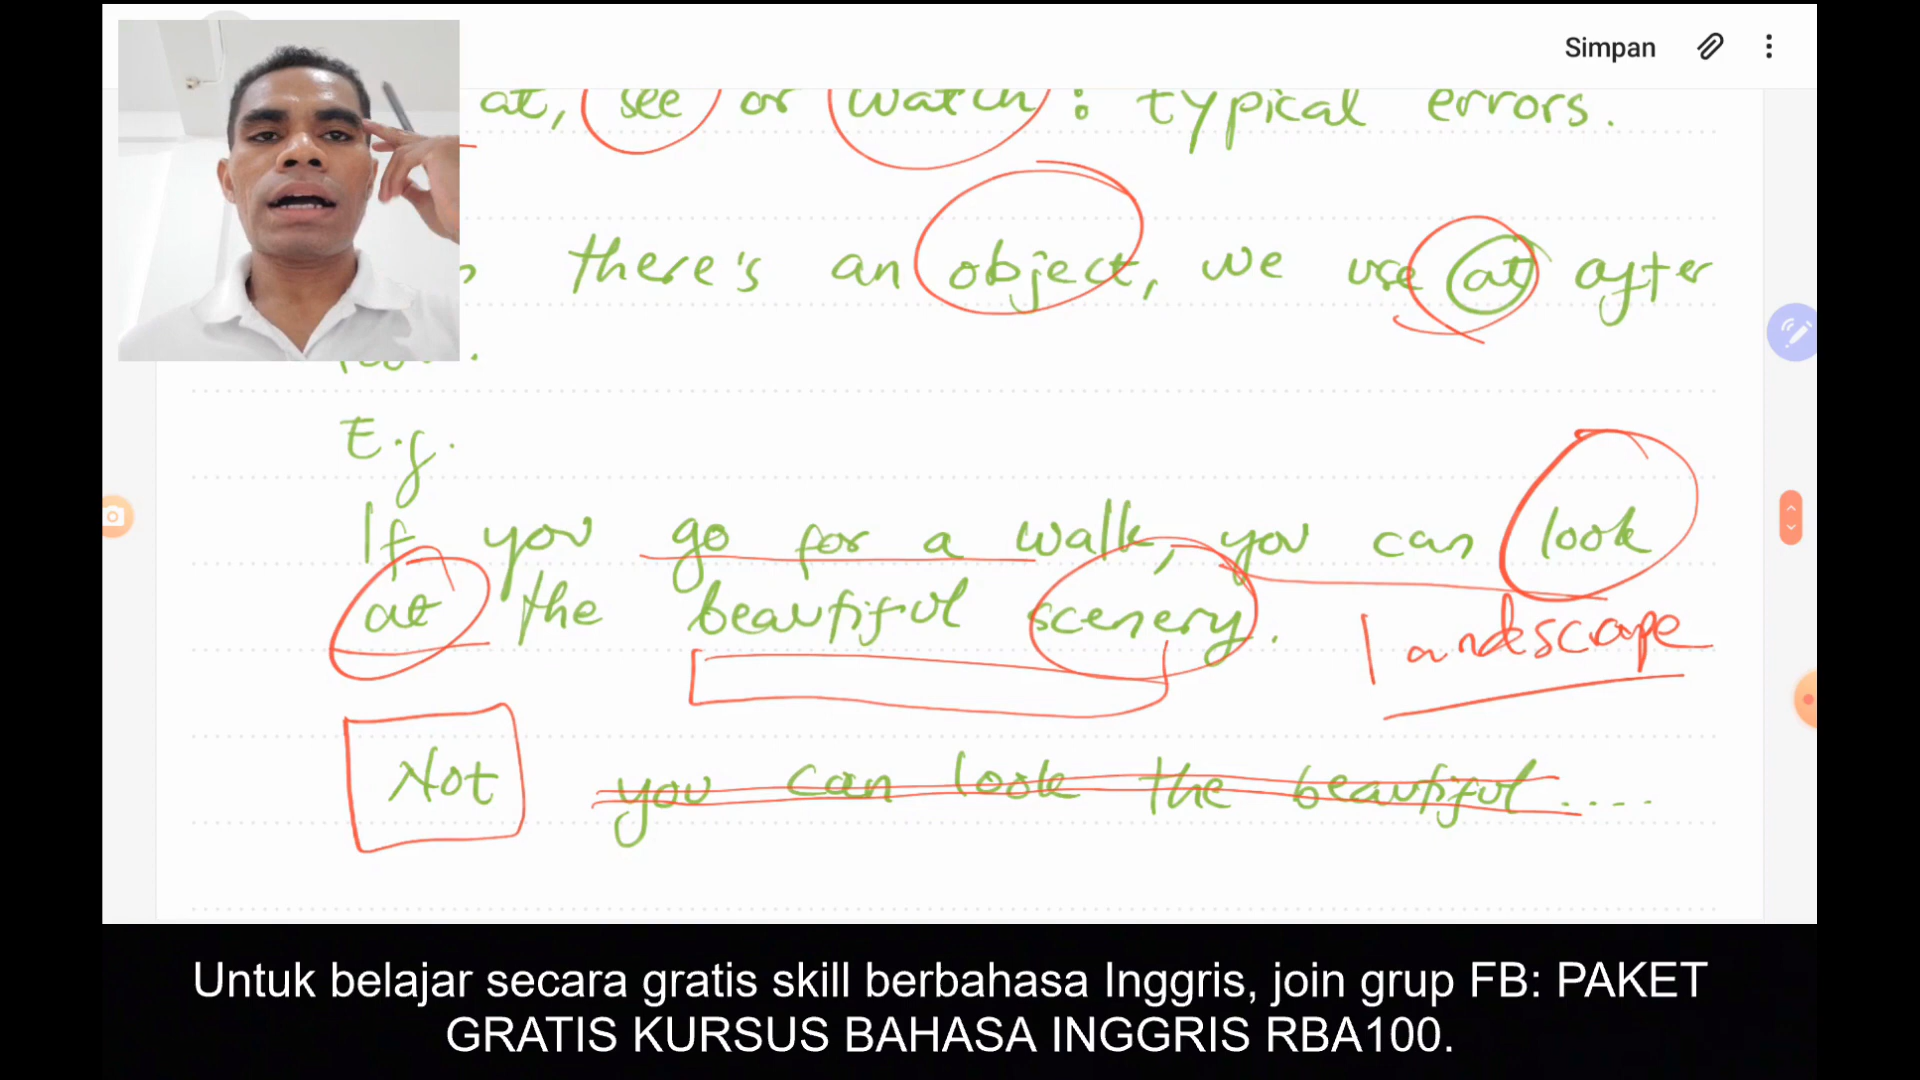 Simpan
at, see or watch : typical errors.
there's an object, we use at after
look.
E.g.
If you go for a walk, you can look
at the beautiful scenery. landscape
Not you can look the beautiful.....
Untuk belajar secara gratis skill berbahasa Inggris, join grup FB: PAKET
GRATIS KURSUS BAHASA INGGRIS RBA100.